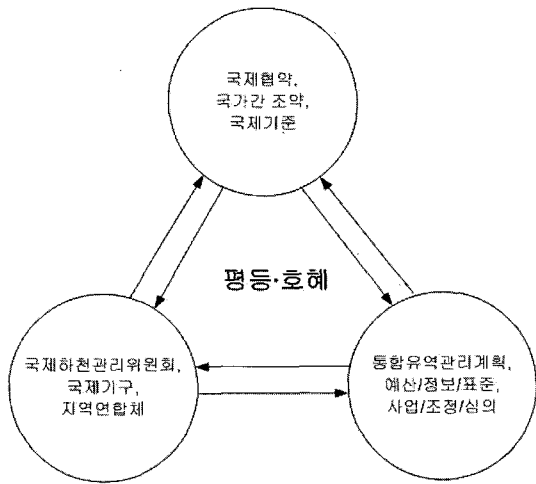 국제협약,
국가간 조약,
국제기준
평등·호혜
국제하천관리위원회,
국제기구,
지역연합체
통합유역관리계획,
예산/정보/표준,
사업/조정/심의